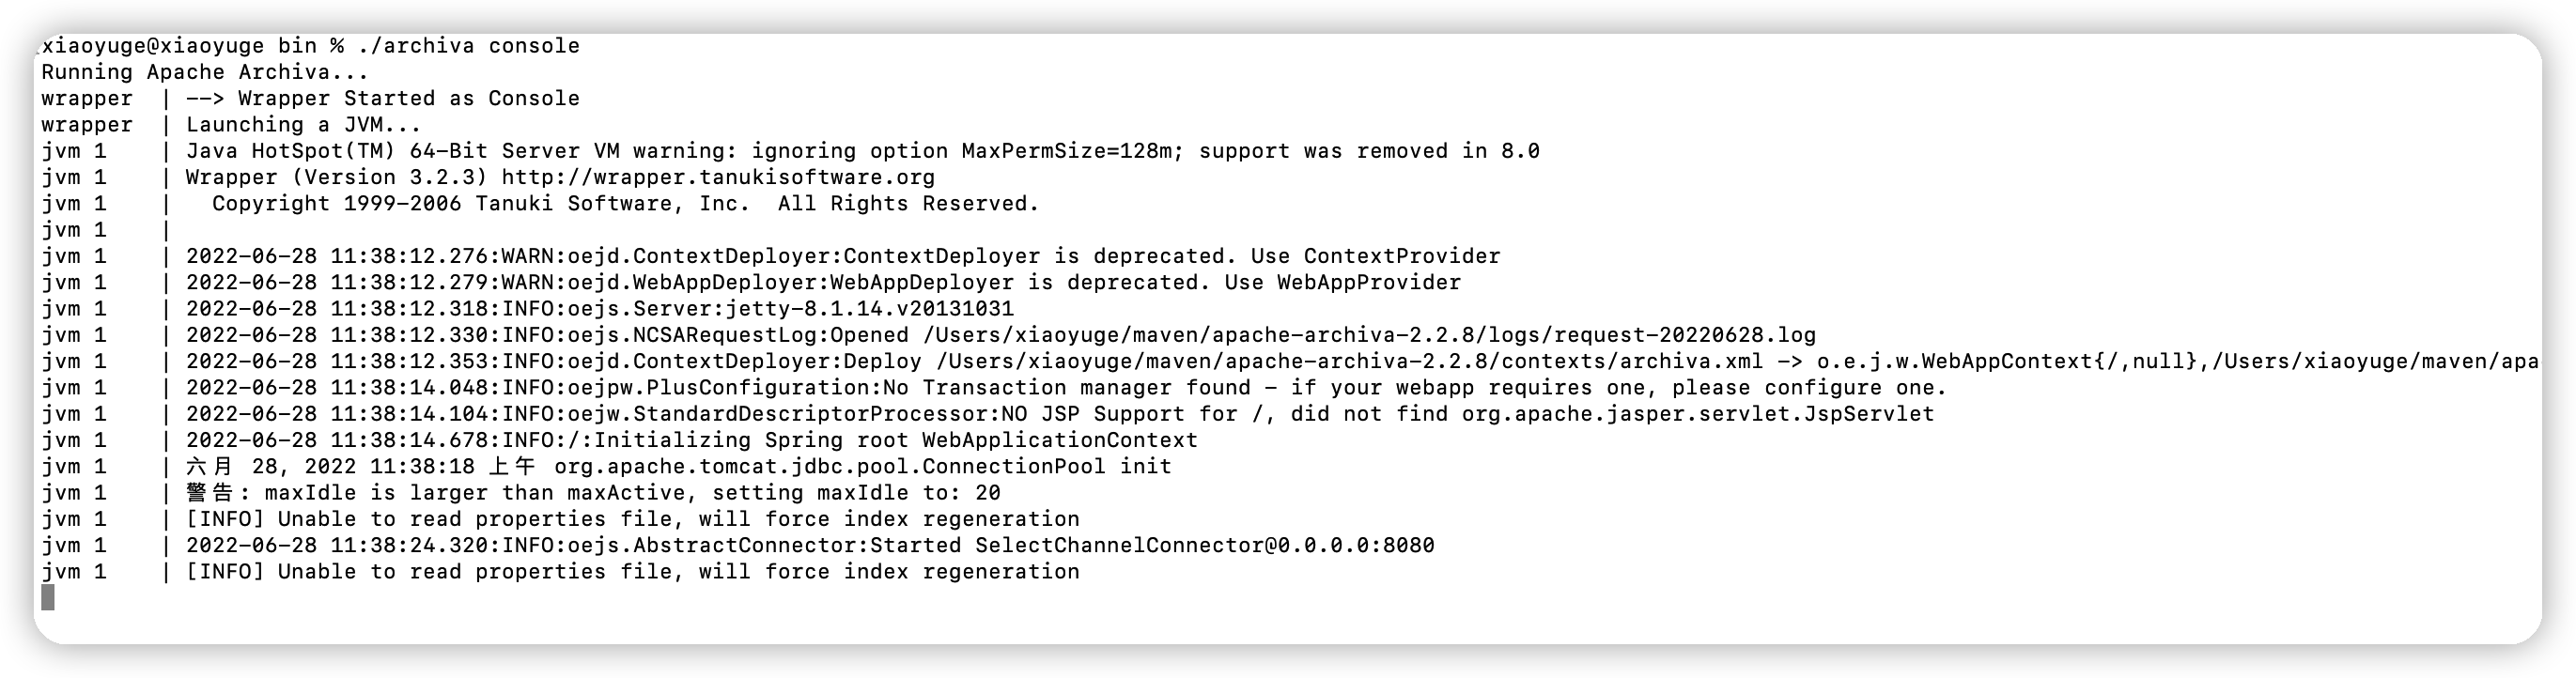 xiaoyuge@xiaoyuge bin % ./archiva console
Running Apache Archiva...
wrapper  | --> Wrapper Started as Console
wrapper  | Launching a JVM...
jvm 1    | Java HotSpot(TM) 64-Bit Server VM warning: ignoring option MaxPermSize=128m; support was removed in 8.0
jvm 1    | Wrapper (Version 3.2.3) http://wrapper.tanukisoftware.org
jvm 1    |   Copyright 1999-2006 Tanuki Software, Inc.  All Rights Reserved.
jvm 1    |
jvm 1    | 2022-06-28 11:38:12.276:WARN:oejd.ContextDeployer:ContextDeployer is deprecated. Use ContextProvider
jvm 1    | 2022-06-28 11:38:12.279:WARN:oejd.WebAppDeployer:WebAppDeployer is deprecated. Use WebAppProvider
jvm 1    | 2022-06-28 11:38:12.318:INFO:oejs.Server:jetty-8.1.14.v20131031
jvm 1    | 2022-06-28 11:38:12.330:INFO:oejs.NCSARequestLog:Opened /Users/xiaoyuge/maven/apache-archiva-2.2.8/logs/request-20220628.log
jvm 1    | 2022-06-28 11:38:12.353:INFO:oejd.ContextDeployer:Deploy /Users/xiaoyuge/maven/apache-archiva-2.2.8/contexts/archiva.xml -> o.e.j.w.WebAppContext{/,null},/Users/xiaoyuge/maven/apa
jvm 1    | 2022-06-28 11:38:14.048:INFO:oejpw.PlusConfiguration:No Transaction manager found - if your webapp requires one, please configure one.
jvm 1    | 2022-06-28 11:38:14.104:INFO:oejw.StandardDescriptorProcessor:NO JSP Support for /, did not find org.apache.jasper.servlet.JspServlet
jvm 1    | 2022-06-28 11:38:14.678:INFO:/:Initializing Spring root WebApplicationContext
jvm 1    | 六月 28, 2022 11:38:18 上午 org.apache.tomcat.jdbc.pool.ConnectionPool init
jvm 1    | 警告: maxIdle is larger than maxActive, setting maxIdle to: 20
jvm 1    | [INFO] Unable to read properties file, will force index regeneration
jvm 1    | 2022-06-28 11:38:24.320:INFO:oejs.AbstractConnector:Started SelectChannelConnector@0.0.0.0:8080
jvm 1    | [INFO] Unable to read properties file, will force index regeneration